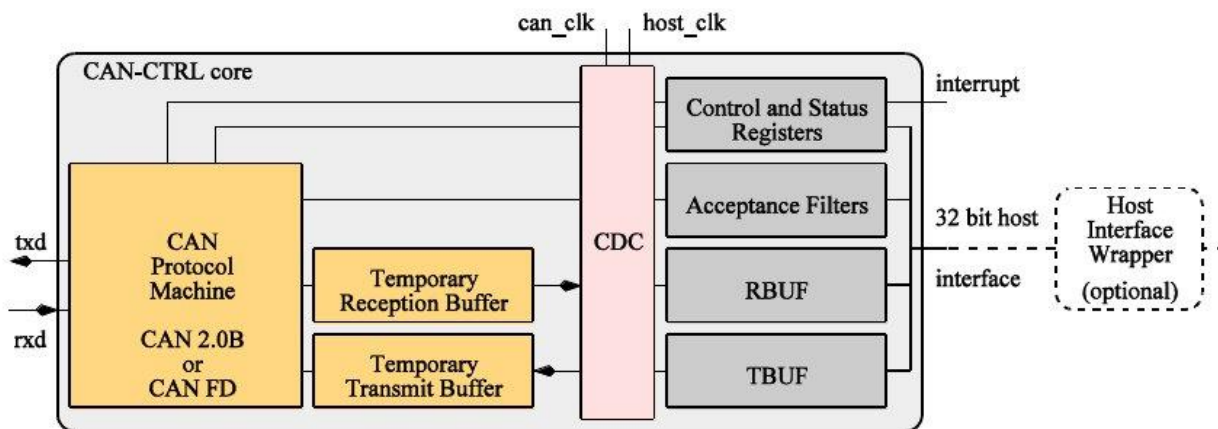 can_clk
host_clk
CAN-CTRL core
Control and Status
Registers
interrupt
Acceptance Filters
32 bit host
interface
Host
Interface
Wrapper
(optional)
txd
rxd
CAN
Protocol
Machine
CAN 2.0B
or
CAN FD
Temporary
Reception Buffer
Temporary
Transmit Buffer
CDC
RBUF
TBUF